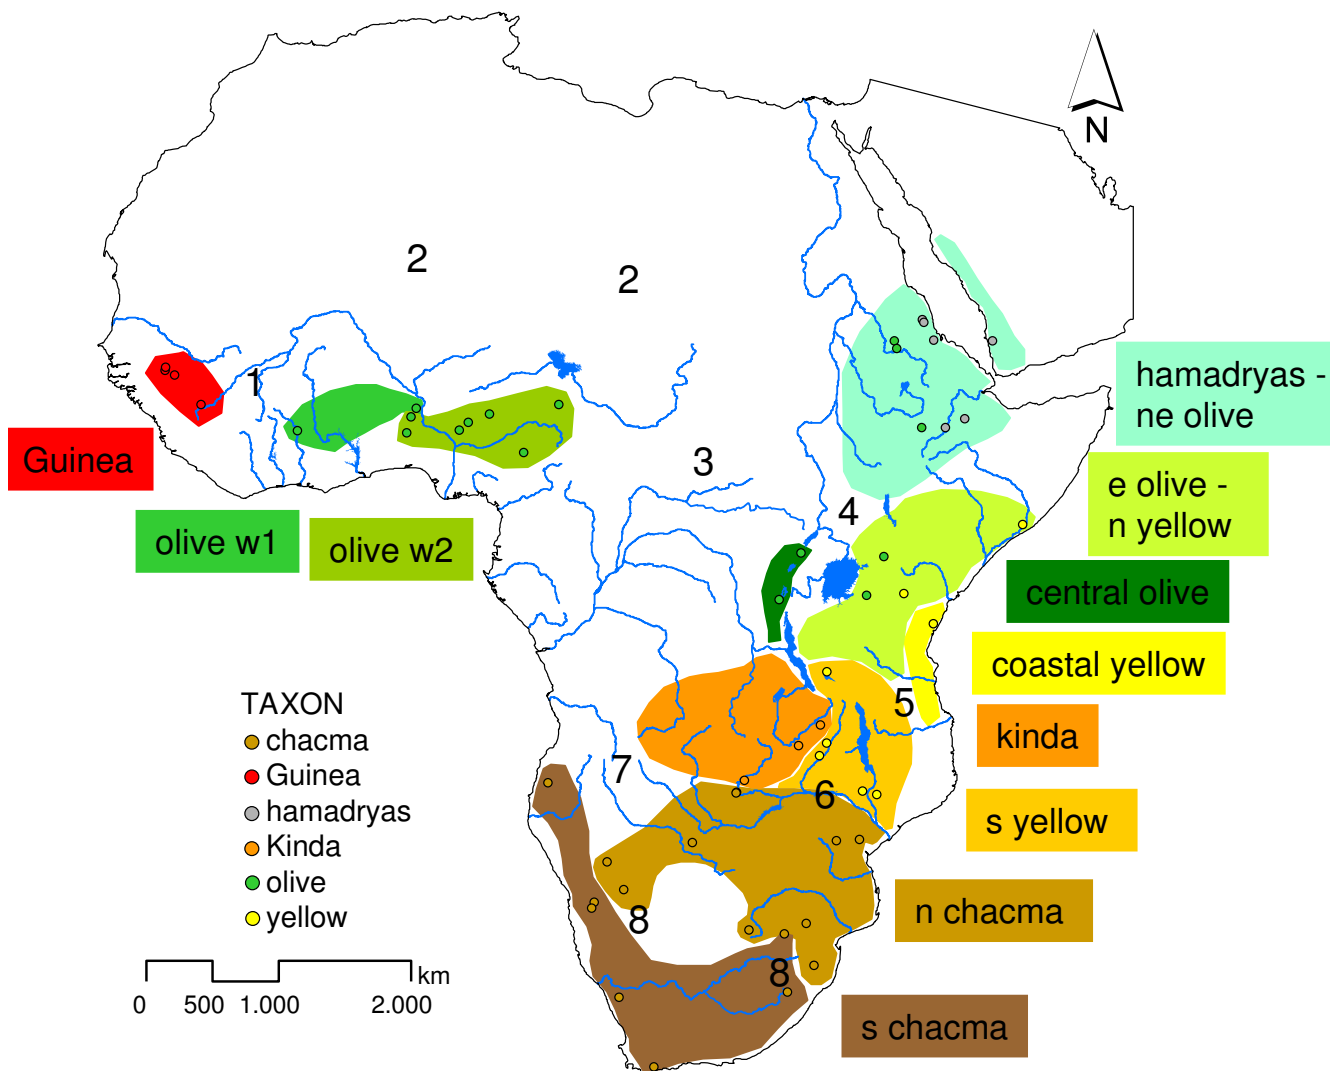 N
2
2
1
3
4
5
6
7
8
8
hamadryas -
ne olive
Guinea
e olive -
n yellow
olive w1
olive w2
central olive
coastal yellow
kinda
s yellow
n chacma
s chacma
TAXON
chacma
Guinea
hamadryas
Kinda
olive
yellow
km
0 500 1.000 2.000